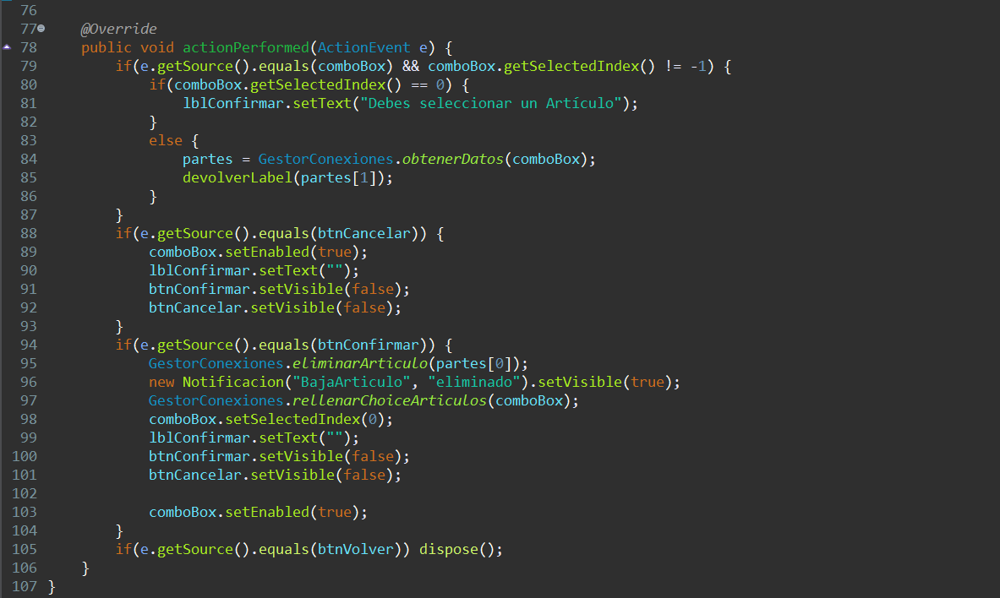 76
77 @Override
78 public void actionPerformed(ActionEvent e) {
79 if(e.getSource().equals(comboBox) && comboBox.getSelectedIndex() != -1) {
80 if(comboBox.getSelectedIndex() == 0) {
81 lblConfirmar.setText("Debes seleccionar un Artículo");
82 }
83 else {
84 partes = GestorConexiones.obtenerDatos(comboBox);
85 devolverLabel(partes[1]);
86 }
87 }
88 if(e.getSource().equals(btnCancelar)) {
89 comboBox.setEnabled(true);
90 lblConfirmar.setText("");
91 btnConfirmar.setVisible(false);
92 btnCancelar.setVisible(false);
93 }
94 if(e.getSource().equals(btnConfirmar)) {
95 GestorConexiones.eliminarArticulo(partes[0]);
96 new Notificacion("BajaArticulo", "eliminado").setVisible(true);
97 GestorConexiones.rellenarChoiceArticulos(comboBox);
98 comboBox.setSelectedIndex(0);
99 lblConfirmar.setText("");
100 btnConfirmar.setVisible(false);
101 btnCancelar.setVisible(false);
102
103 comboBox.setEnabled(true);
104 }
105 if(e.getSource().equals(btnVolver)) dispose();
106 }
107 }